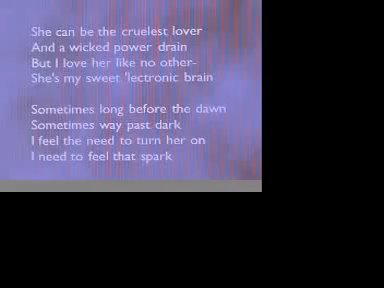 She can be the cruelest lover
And a wicked power drain
But I love her like no other-
She's my sweet 'lectronic brain
Sometimes long before the dawn
Sometimes way past dark
I feel the need to turn her on
I need to feel that spark